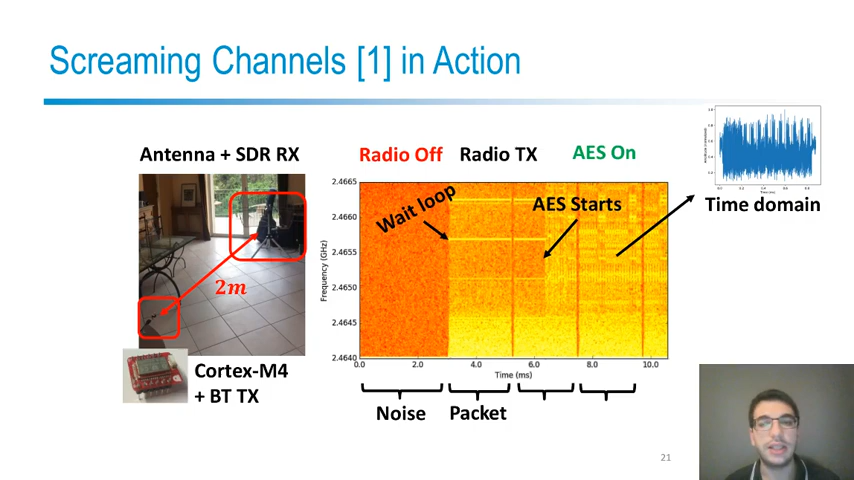 Screaming Channels [1] in Action
Antenna + SDR RX
Radio Off
Radio TX
AES On
Time domain
2.4665
2.4660
2.4655
2.4650
2.4645
2.4640
Frequency (GHz)
Wait loop
AES Starts
0.0
2.0
4.0
6.0
8.0
10.0
Time (ms)
2m
Cortex-M4
+ BT TX
Noise
Packet
21